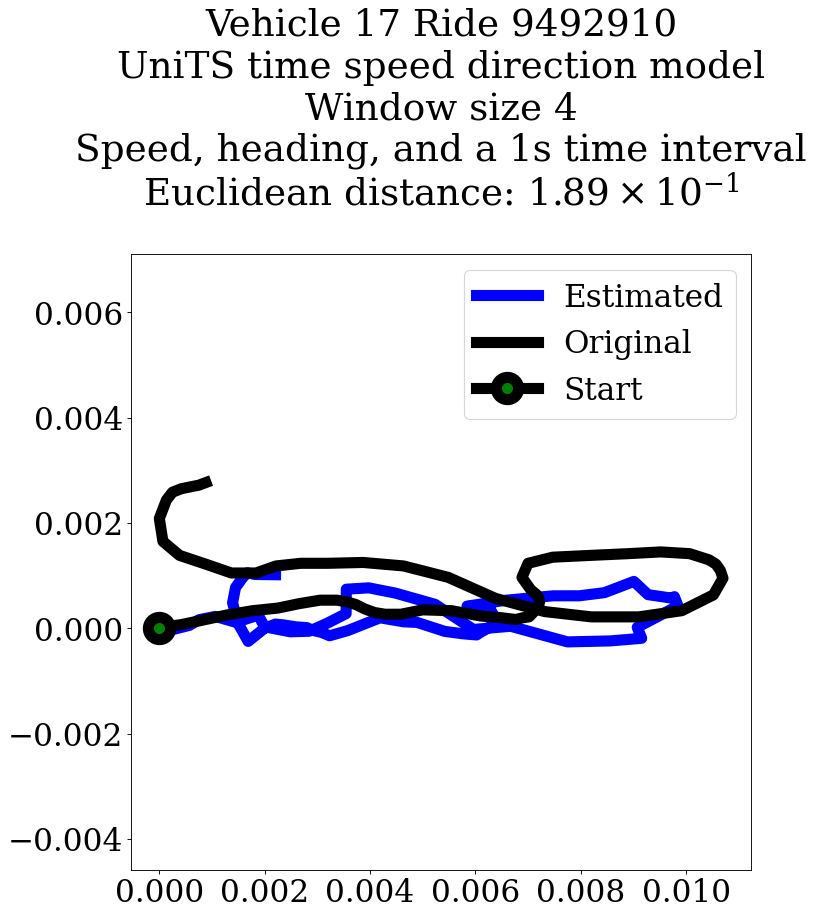 Vehicle 17 Ride 9492910
UniTS time speed direction model
Window size 4
Speed, heading, and a 1s time interval
Euclidean distance: 1.89 × 10⁻¹
Estimated
Original
Start
0.006
0.004
0.002
0.000
−0.002
−0.004
0.000 0.002 0.004 0.006 0.008 0.010